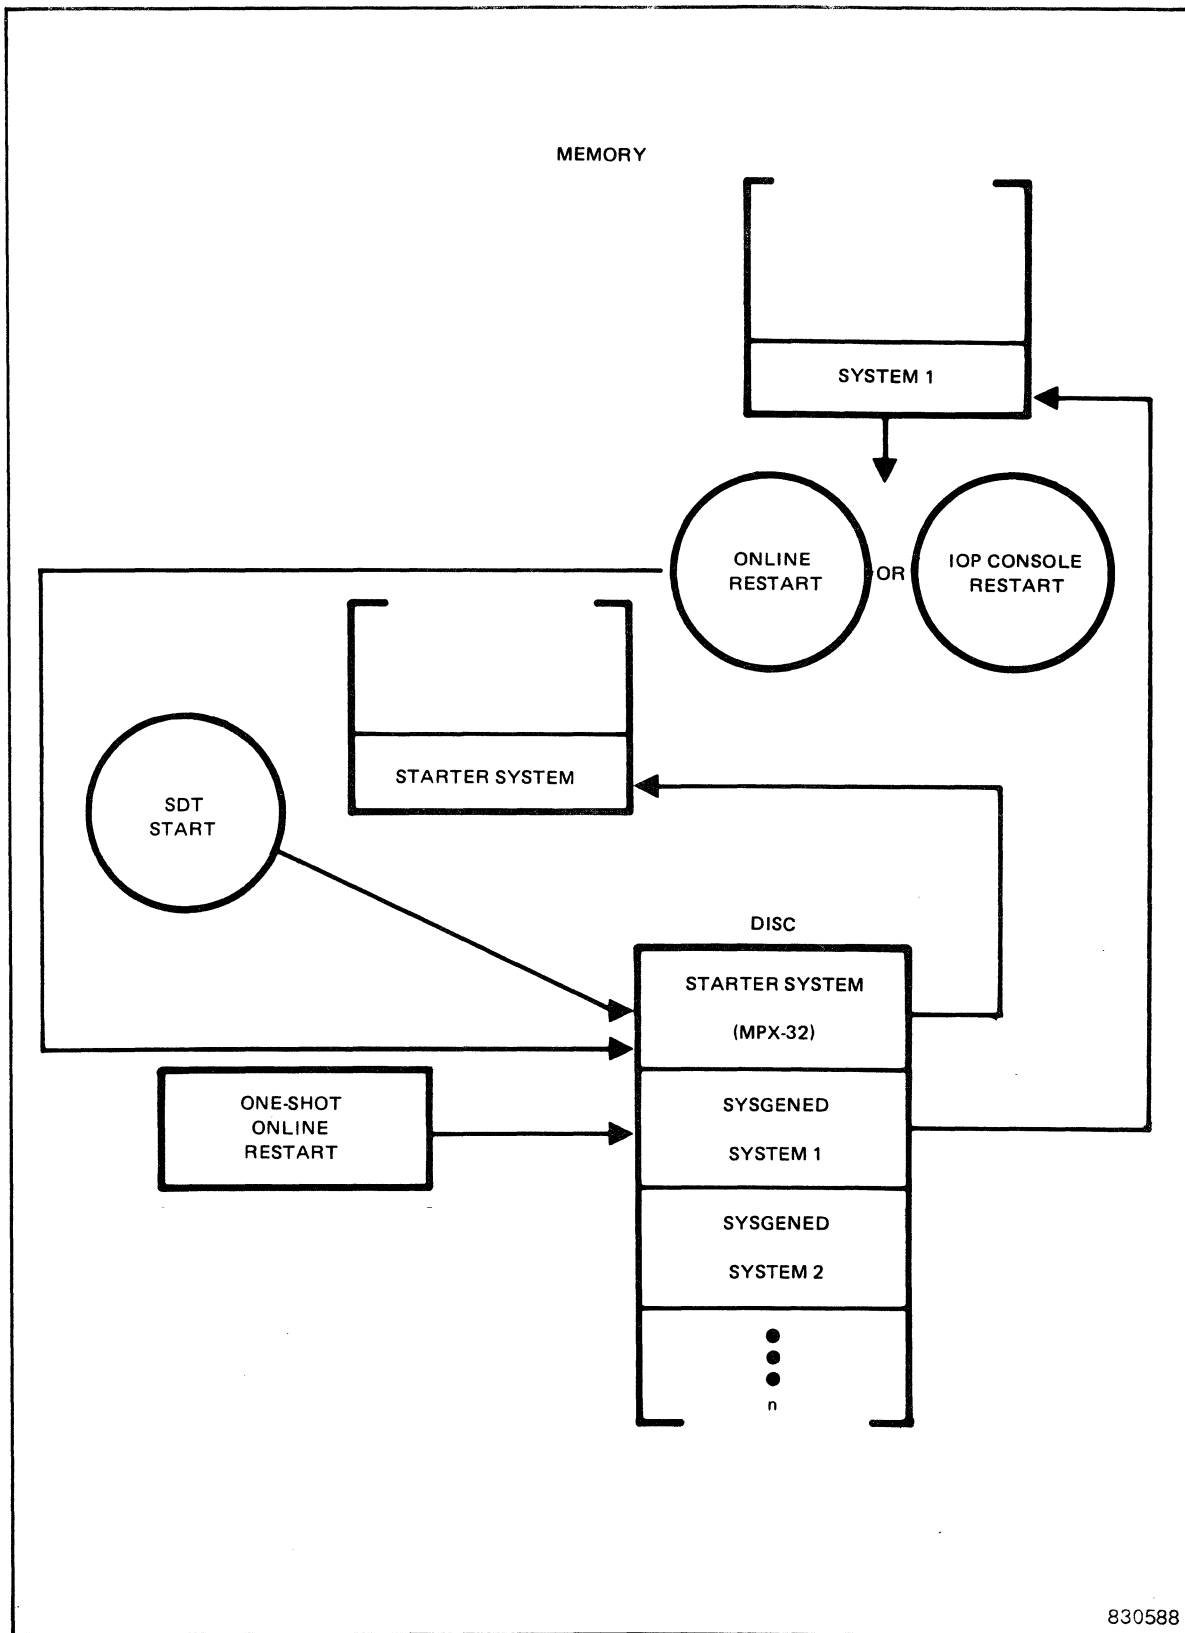 MEMORY
SYSTEM 1
ONLINE
RESTART
OR
IOP CONSOLE
RESTART
STARTER SYSTEM
SDT
START
DISC
STARTER SYSTEM
(MPX-32)
ONE-SHOT
ONLINE
RESTART
SYSGENED
SYSTEM 1
SYSGENED
SYSTEM 2
n
830588